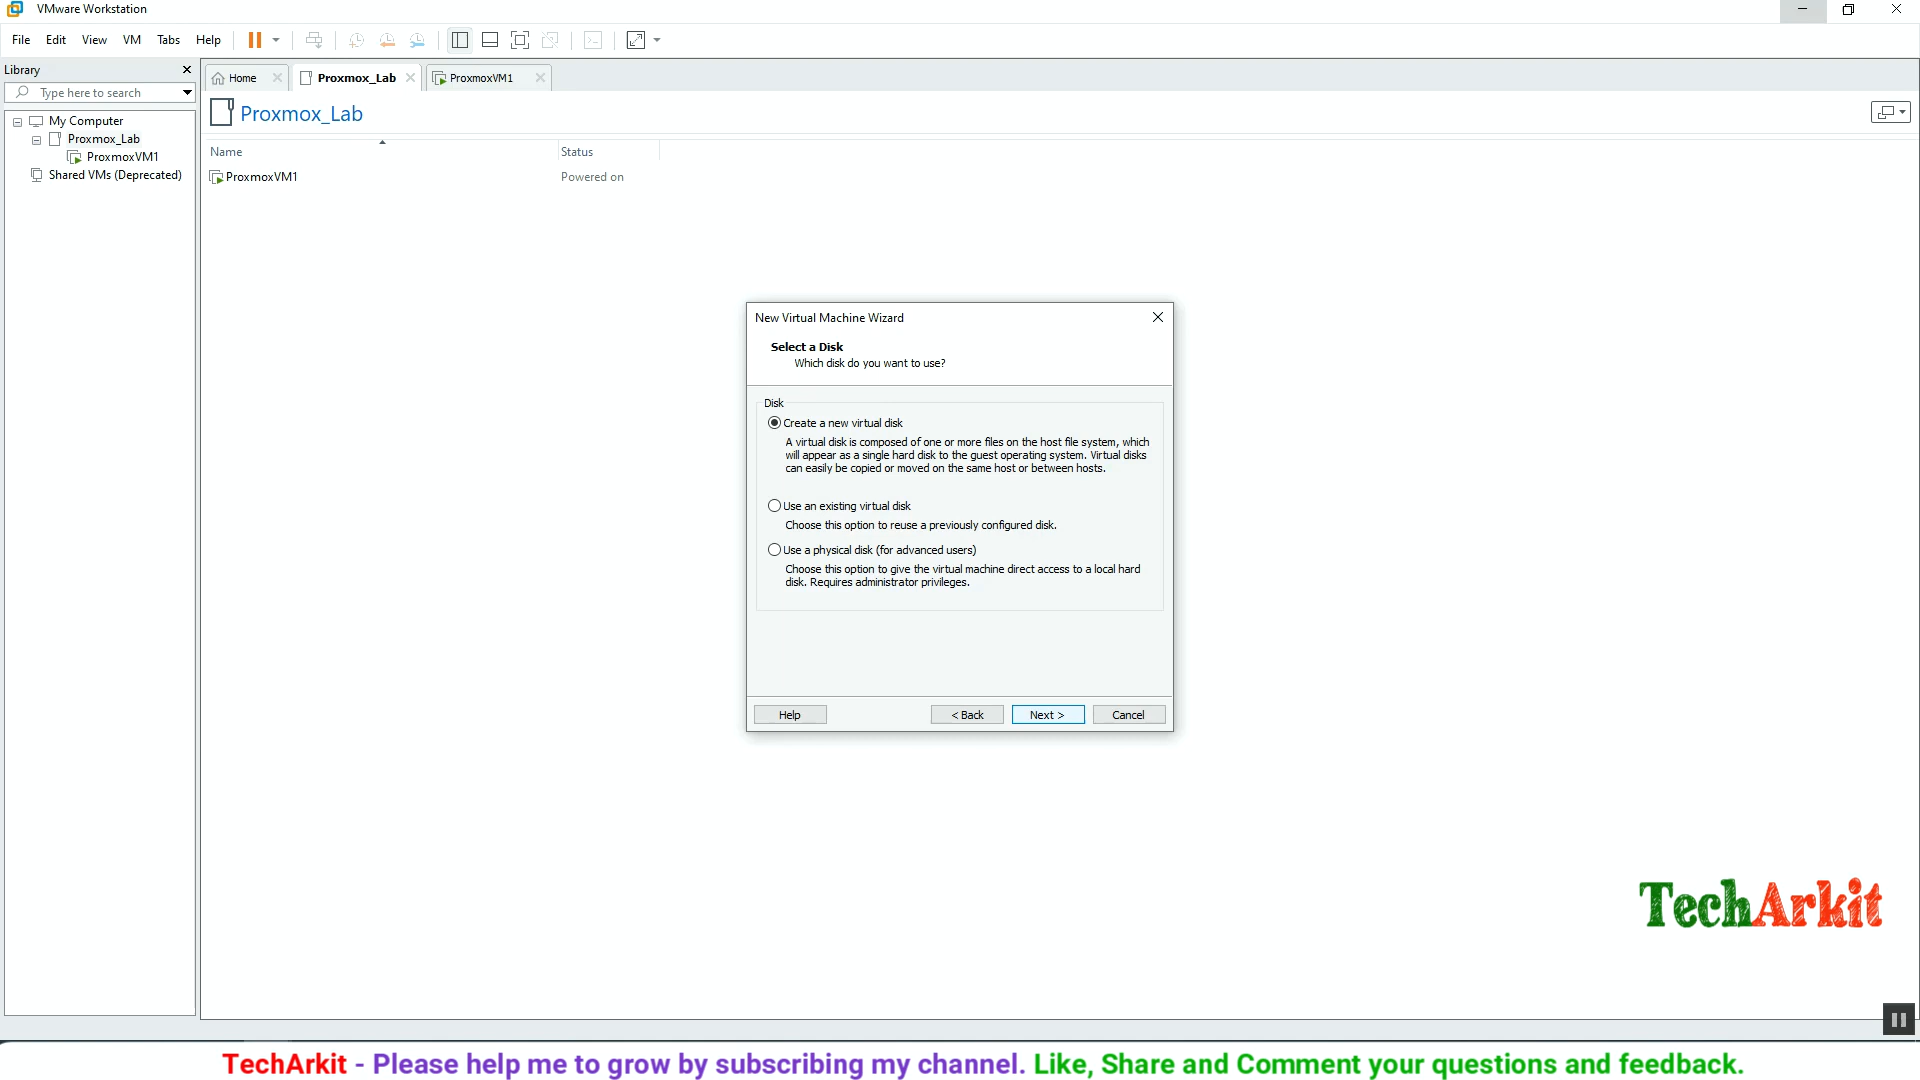 VMware Workstation
File Edit View VM Tabs Help
Library
Type here to search
My Computer
Proxmox_Lab
ProxmoxVM1
Shared VMs (Deprecated)
Home
Proxmox_Lab
ProxmoxVM1
Proxmox_Lab
Name Status
ProxmoxVM1 Powered on
New Virtual Machine Wizard
Select a Disk
Which disk do you want to use?
Disk
Create a new virtual disk
A virtual disk is composed of one or more files on the host file system, which
will appear as a single hard disk to the guest operating system. Virtual disks
can easily be copied or moved on the same host or between hosts.
Use an existing virtual disk
Choose this option to reuse a previously configured disk.
Use a physical disk (for advanced users)
Choose this option to give the virtual machine direct access to a local hard
disk. Requires administrator privileges.
Help < Back Next > Cancel
TechArkit
TechArkit - Please help me to grow by subscribing my channel. Like, Share and Comment your questions and feedback.